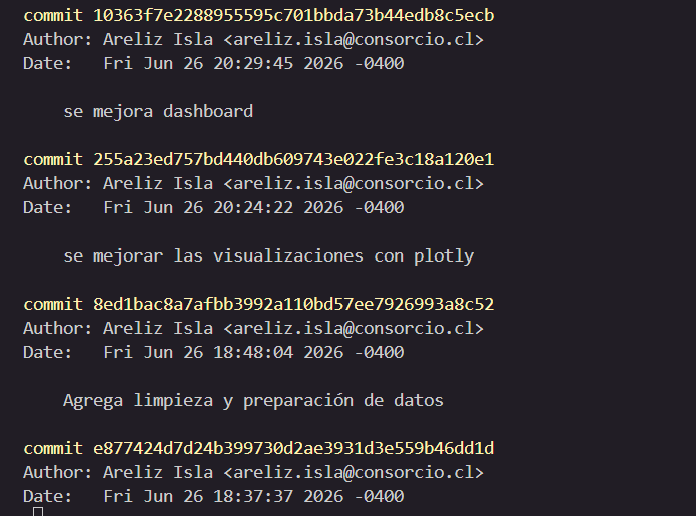 commit 10363f7e2288955595c701bbda73b44edb8c5ecb
Author: Areliz Isla <areliz.isla@consorcio.cl>
Date:   Fri Jun 26 20:29:45 2026 -0400
se mejora dashboard
commit 255a23ed757bd440db609743e022fe3c18a120e1
Author: Areliz Isla <areliz.isla@consorcio.cl>
Date:   Fri Jun 26 20:24:22 2026 -0400
se mejorar las visualizaciones con plotly
commit 8ed1bac8a7afbb3992a110bd57ee7926993a8c52
Author: Areliz Isla <areliz.isla@consorcio.cl>
Date:   Fri Jun 26 18:48:04 2026 -0400
Agrega limpieza y preparación de datos
commit e877424d7d24b399730d2ae3931d3e559b46dd1d
Author: Areliz Isla <areliz.isla@consorcio.cl>
Date:   Fri Jun 26 18:37:37 2026 -0400